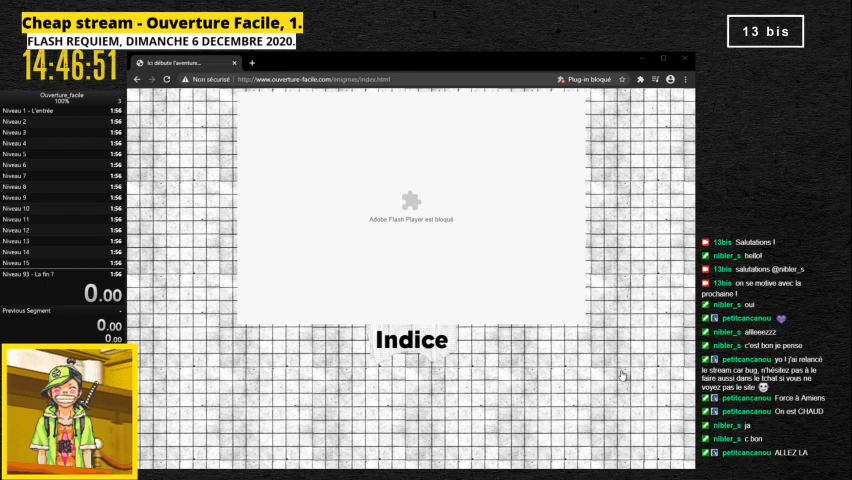 Cheap stream - Ouverture Facile, 1.
FLASH REQUIEM, DIMANCHE 6 DECEMBRE 2020.
14:46:51
13 bis
Ici débute l'aventure...
Non sécurisé
http://www.ouverture-facile.com/enigmes/index.html
Plug-in bloqué
Ouverture_facile
100%
3
Niveau 1 - L'entrée 1:56
Niveau 2 1:56
Niveau 3 1:56
Niveau 4 1:56
Niveau 5 1:56
Niveau 6 1:56
Niveau 7 1:56
Niveau 8 1:56
Niveau 9 1:56
Niveau 10 1:56
Niveau 11 1:56
Niveau 12 1:56
Niveau 13 1:56
Niveau 14 1:56
Niveau 15 1:56
Niveau 93 - La fin ? 1:56
0.00
Previous Segment -
0.00
0.00
Adobe Flash Player est bloqué
Indice
13bis Salutations !
nibler_s hello!
13bis salutations @nibler_s
13bis on se motive avec la
prochaine !
nibler_s oui
petitcancanou
nibler_s allleeezzz
nibler_s c'est bon je pense
petitcancanou yo ! j'ai relancé
le stream car bug, n'hésitez pas à le
faire aussi dans le tchat si vous ne
voyez pas le site
petitcancanou Force à Amiens
petitcancanou On est CHAUD
nibler_s ja
nibler_s c bon
petitcancanou ALLEZ LA